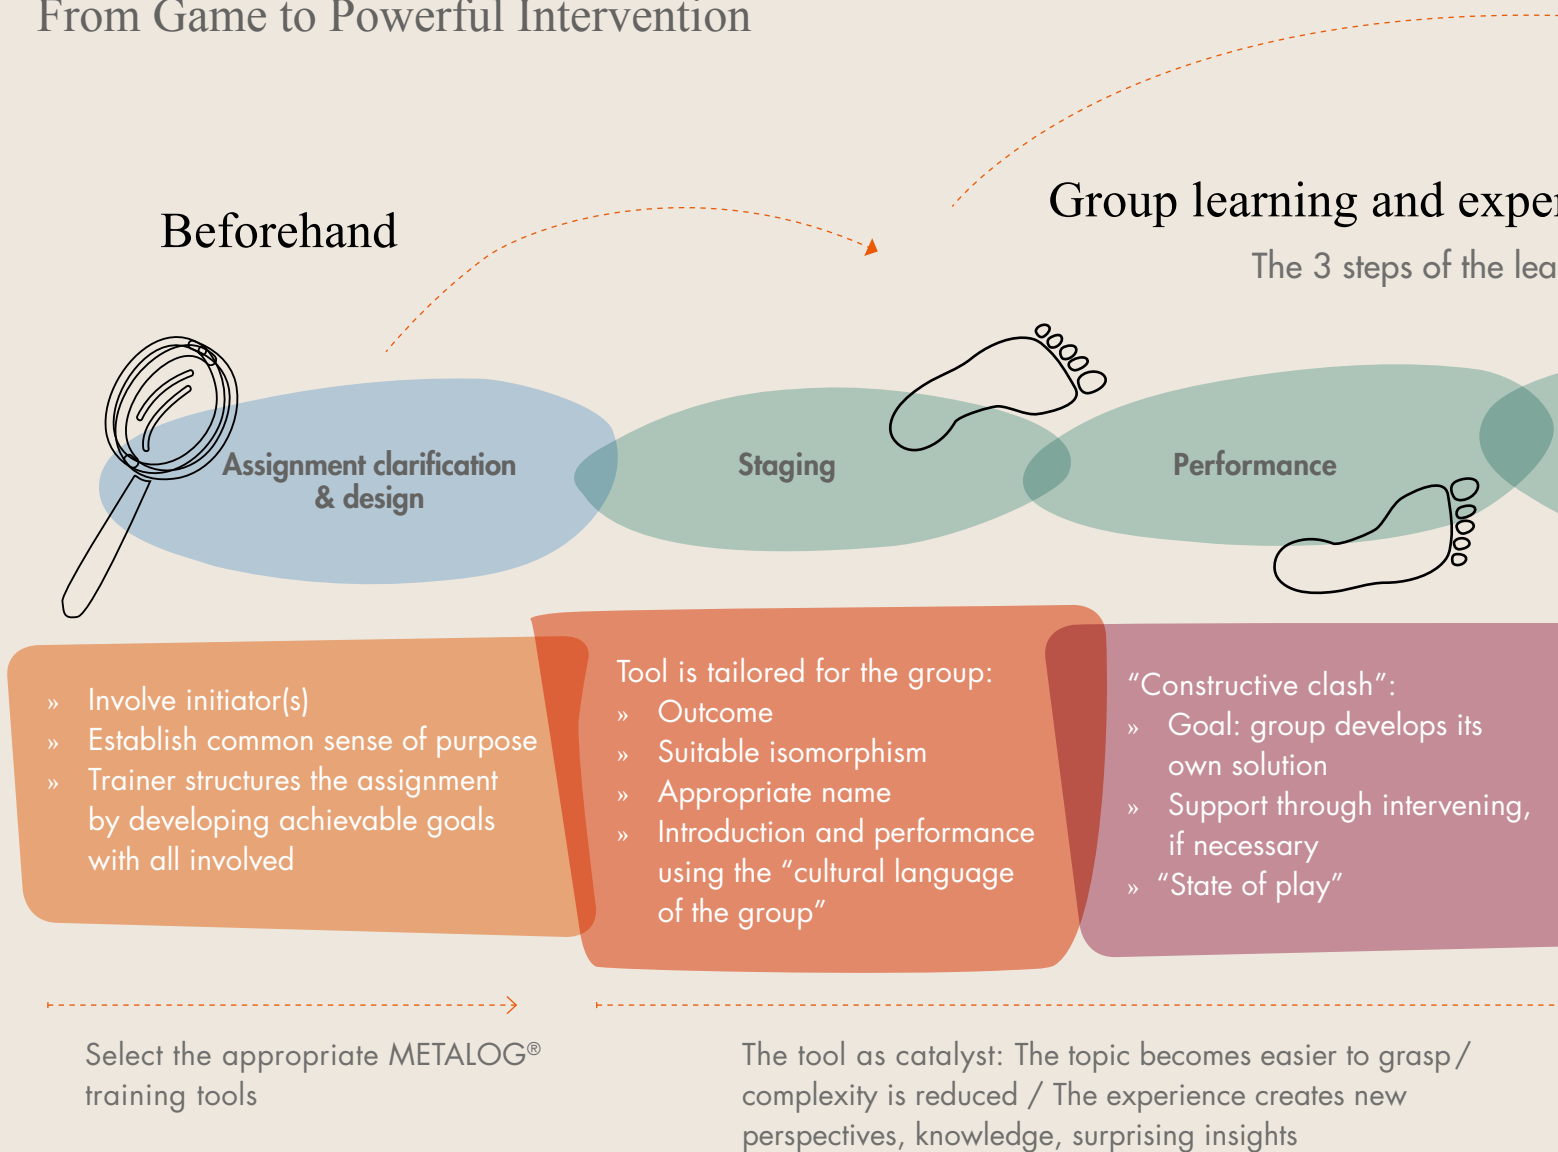 From Game to Powerful Intervention
Beforehand
Group learning and exper
The 3 steps of the lea
Assignment clarification
& design
Staging
Performance
» Involve initiator(s)
» Establish common sense of purpose
» Trainer structures the assignment
by developing achievable goals
with all involved
Tool is tailored for the group:
» Outcome
» Suitable isomorphism
» Appropriate name
» Introduction and performance
using the “cultural language
of the group”
“Constructive clash”:
» Goal: group develops its
own solution
» Support through intervening,
if necessary
» “State of play”
Select the appropriate METALOG®
training tools
The tool as catalyst: The topic becomes easier to grasp /
complexity is reduced / The experience creates new
perspectives, knowledge, surprising insights